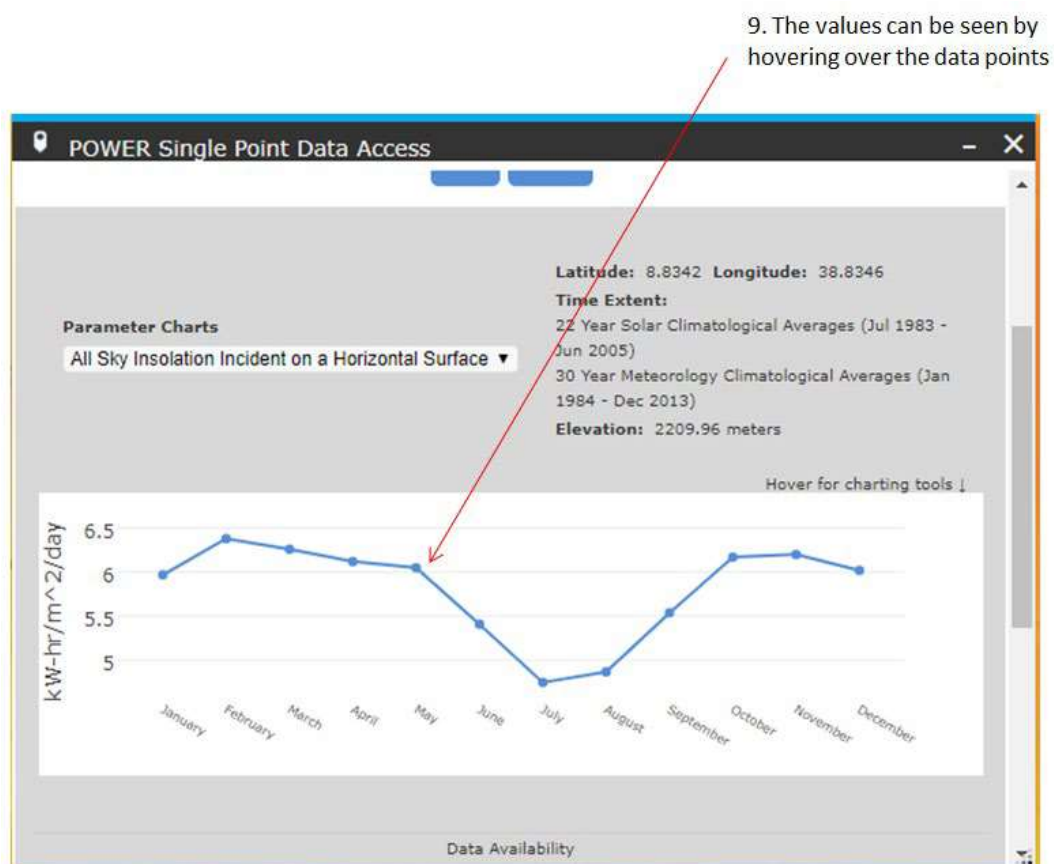 9. The values can be seen by
hovering over the data points
POWER Single Point Data Access
Latitude: 8.8342 Longitude: 38.8346
Time Extent:
22 Year Solar Climatological Averages (Jul 1983 -
Jun 2005)
30 Year Meteorology Climatological Averages (Jan
1984 - Dec 2013)
Elevation: 2209.96 meters
Parameter Charts
All Sky Insolation Incident on a Horizontal Surface ▼
Hover for charting tools ↓
kW-hr/m^2/day
6.5
6
5.5
5
January
February
March
April
May
June
July
August
September
October
November
December
Data Availability